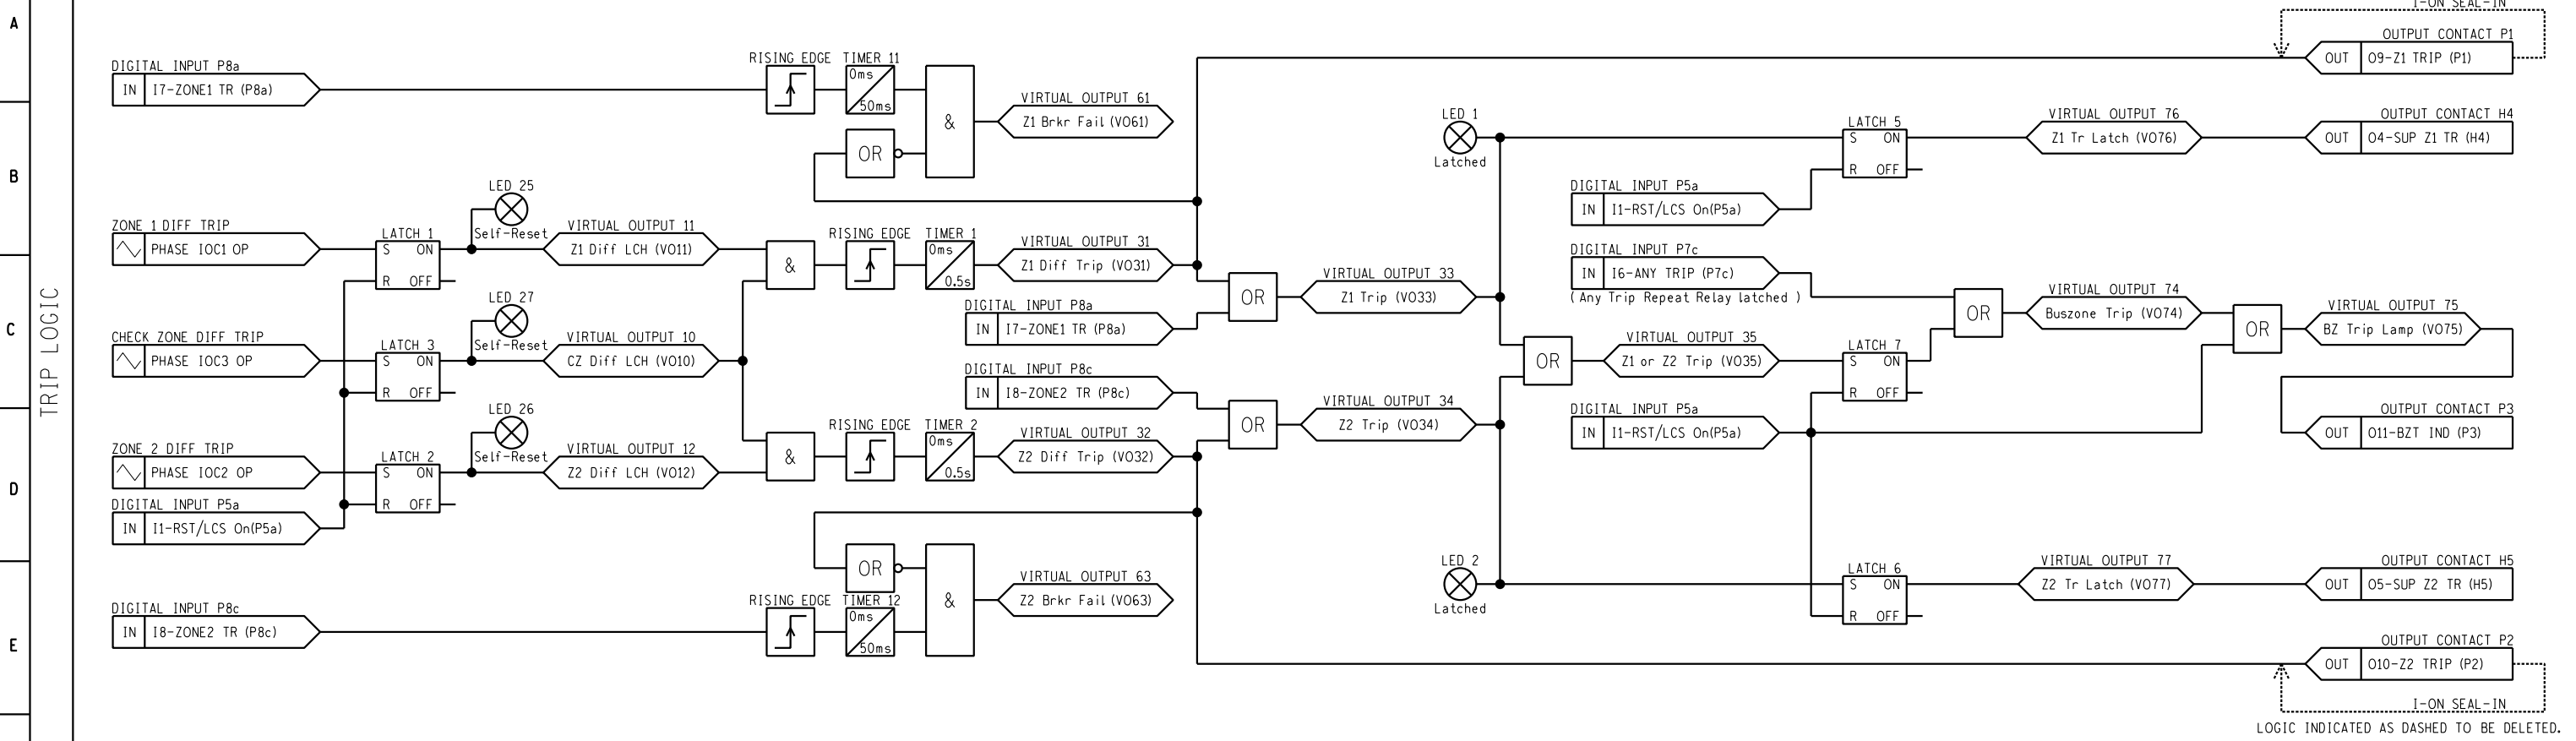 A
B
C
D
E
TRIP LOGIC
I-ON SEAL-IN
OUTPUT CONTACT P1
OUT O9-Z1 TRIP (P1)
DIGITAL INPUT P8a
IN I7-ZONE1 TR (P8a)
RISING EDGE
TIMER 11
0ms
50ms
&
OR
VIRTUAL OUTPUT 61
Z1 Brkr Fail (VO61)
LED 1
Latched
LATCH 5
S ON
R OFF
VIRTUAL OUTPUT 76
Z1 Tr Latch (VO76)
OUTPUT CONTACT H4
OUT O4-SUP Z1 TR (H4)
DIGITAL INPUT P5a
IN I1-RST/LCS On(P5a)
ZONE 1 DIFF TRIP
PHASE IOC1 OP
LATCH 1
S ON
R OFF
LED 25
Self-Reset
VIRTUAL OUTPUT 11
Z1 Diff LCH (VO11)
&
RISING EDGE
TIMER 1
0ms
0.5s
VIRTUAL OUTPUT 31
Z1 Diff Trip (VO31)
DIGITAL INPUT P8a
IN I7-ZONE1 TR (P8a)
OR
VIRTUAL OUTPUT 33
Z1 Trip (VO33)
DIGITAL INPUT P7c
IN I6-ANY TRIP (P7c)
( Any Trip Repeat Relay latched )
CHECK ZONE DIFF TRIP
PHASE IOC3 OP
LATCH 3
S ON
R OFF
LED 27
Self-Reset
VIRTUAL OUTPUT 10
CZ Diff LCH (VO10)
DIGITAL INPUT P8c
IN I8-ZONE2 TR (P8c)
OR
VIRTUAL OUTPUT 34
Z2 Trip (VO34)
OR
VIRTUAL OUTPUT 35
Z1 or Z2 Trip (VO35)
LATCH 7
S ON
R OFF
OR
VIRTUAL OUTPUT 74
Buszone Trip (VO74)
OR
VIRTUAL OUTPUT 75
BZ Trip Lamp (VO75)
OUTPUT CONTACT P3
OUT O11-BZT IND (P3)
DIGITAL INPUT P5a
IN I1-RST/LCS On(P5a)
ZONE 2 DIFF TRIP
PHASE IOC2 OP
LATCH 2
S ON
R OFF
LED 26
Self-Reset
VIRTUAL OUTPUT 12
Z2 Diff LCH (VO12)
&
RISING EDGE
TIMER 2
0ms
0.5s
VIRTUAL OUTPUT 32
Z2 Diff Trip (VO32)
DIGITAL INPUT P5a
IN I1-RST/LCS On(P5a)
OR
&
VIRTUAL OUTPUT 63
Z2 Brkr Fail (VO63)
LED 2
Latched
LATCH 6
S ON
R OFF
VIRTUAL OUTPUT 77
Z2 Tr Latch (VO77)
OUTPUT CONTACT H5
OUT O5-SUP Z2 TR (H5)
DIGITAL INPUT P8c
IN I8-ZONE2 TR (P8c)
RISING EDGE
TIMER 12
0ms
50ms
OUTPUT CONTACT P2
OUT O10-Z2 TRIP (P2)
I-ON SEAL-IN
LOGIC INDICATED AS DASHED TO BE DELETED.